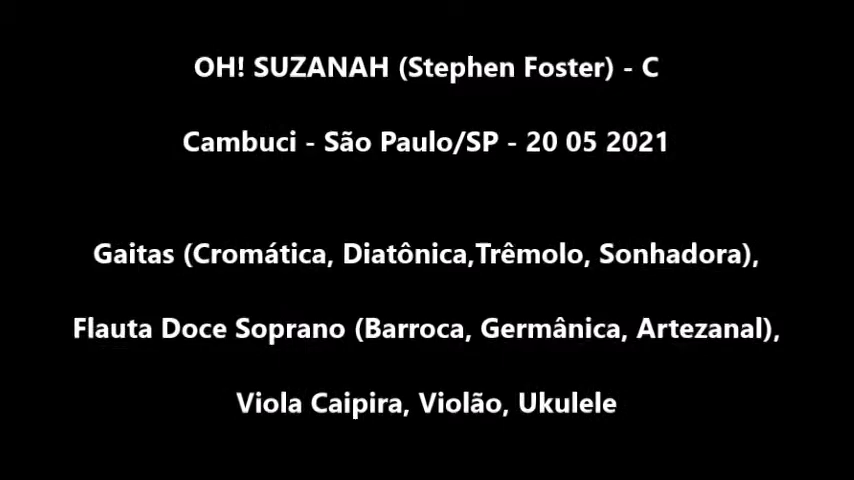 OH! SUZANAH (Stephen Foster) - C
Cambuci - São Paulo/SP - 20 05 2021
Gaitas (Cromática, Diatônica,Trêmolo, Sonhadora),
Flauta Doce Soprano (Barroca, Germânica, Artezanal),
Viola Caipira, Violão, Ukulele